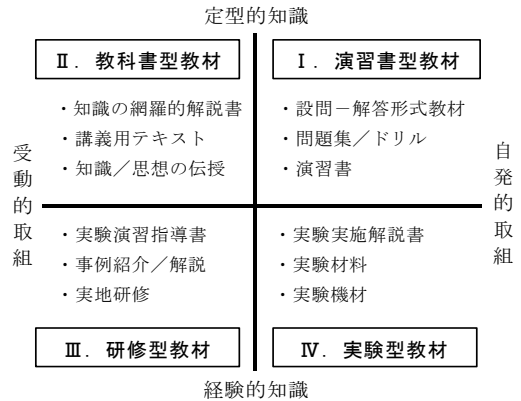 定型的知識
Ⅱ．教科書型教材
・知識の網羅的解説書
・講義用テキスト
・知識／思想の伝授
Ⅰ．演習書型教材
・設問－解答形式教材
・問題集／ドリル
・演習書
受動的取組
自発的取組
・実験演習指導書
・事例紹介／解説
・実地研修
Ⅲ．研修型教材
・実験実施解説書
・実験材料
・実験機材
Ⅳ．実験型教材
経験的知識